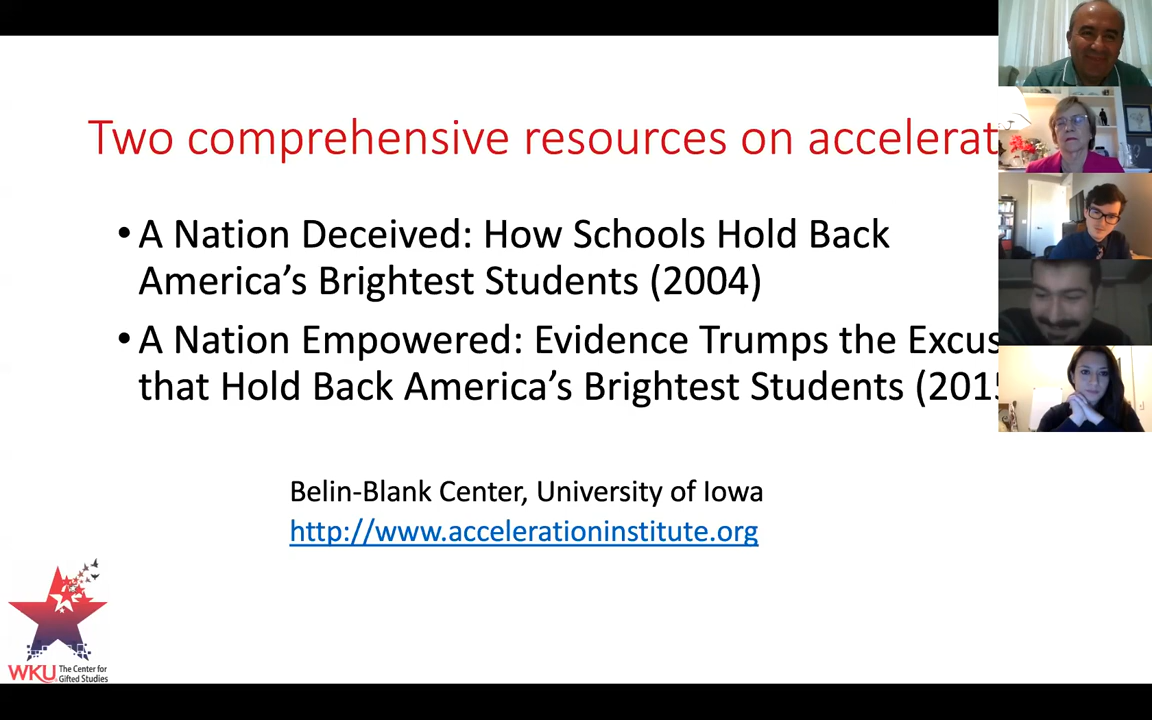 Two comprehensive resources on accelerat
• A Nation Deceived: How Schools Hold Back
America's Brightest Students (2004)
• A Nation Empowered: Evidence Trumps the Excus
that Hold Back America's Brightest Students (2015
Belin-Blank Center, University of Iowa
http://www.accelerationinstitute.org
WKU The Center for
Gifted Studies